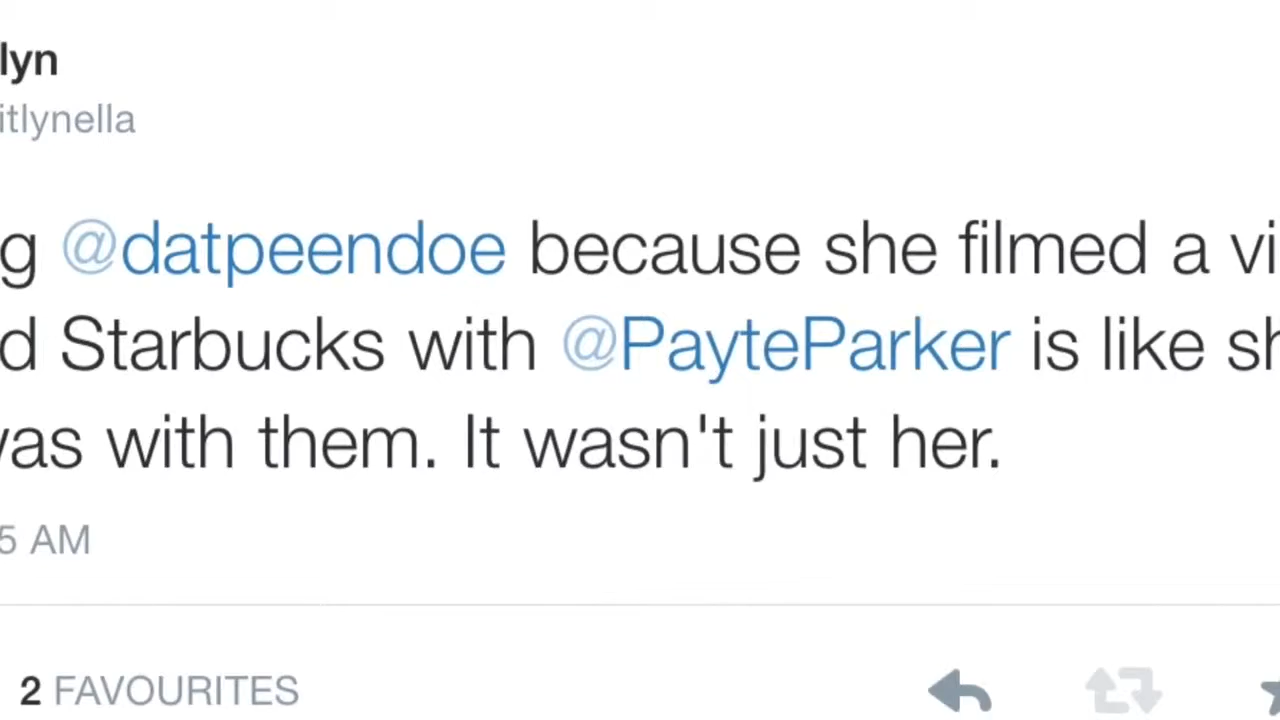 lyn
itlynella
g @datpeendoe because she filmed a vi
d Starbucks with @PayteParker is like sh
vas with them. It wasn't just her.
5 AM
2 FAVOURITES